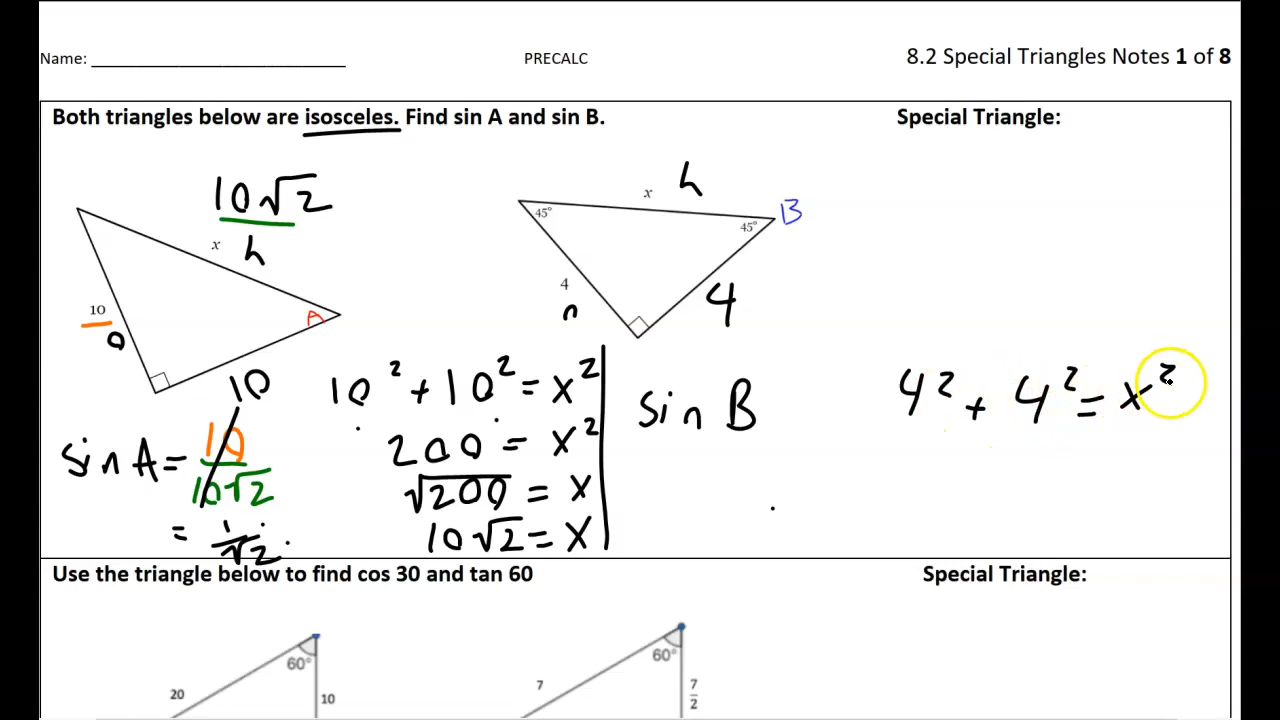 Name: ____________________ PRECALC 8.2 Special Triangles Notes 1 of 8
Both triangles below are isosceles. Find sin A and sin B. Special Triangle:
10√2
x
h
10
o
A
10
x
h
45°
45°
B
4
4
sin A = 10/10√2
= 1/√2
10² + 10² = x²
200 = x²
√200 = x
10√2 = x
sin B
4² + 4² = x²
Use the triangle below to find cos 30 and tan 60 Special Triangle:
60°
20
10
60°
7
7/2